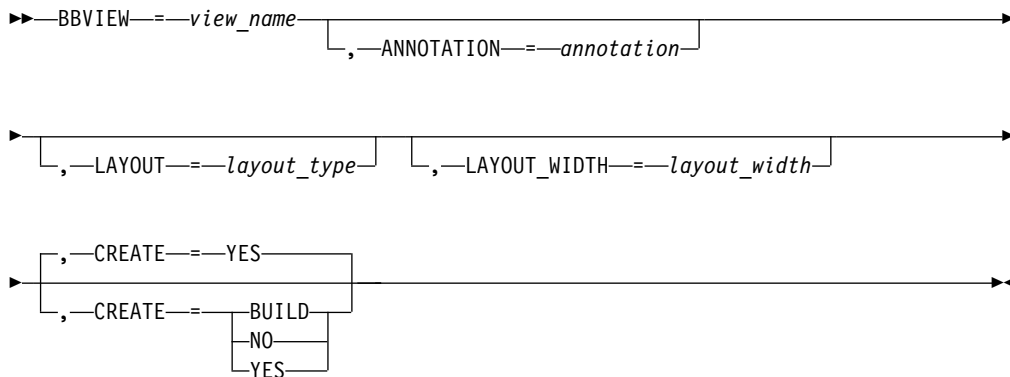 BBVIEW = view_name
, ANNOTATION = annotation
, LAYOUT = layout_type , LAYOUT_WIDTH = layout_width
, CREATE = YES
, CREATE = BUILD
NO
YES